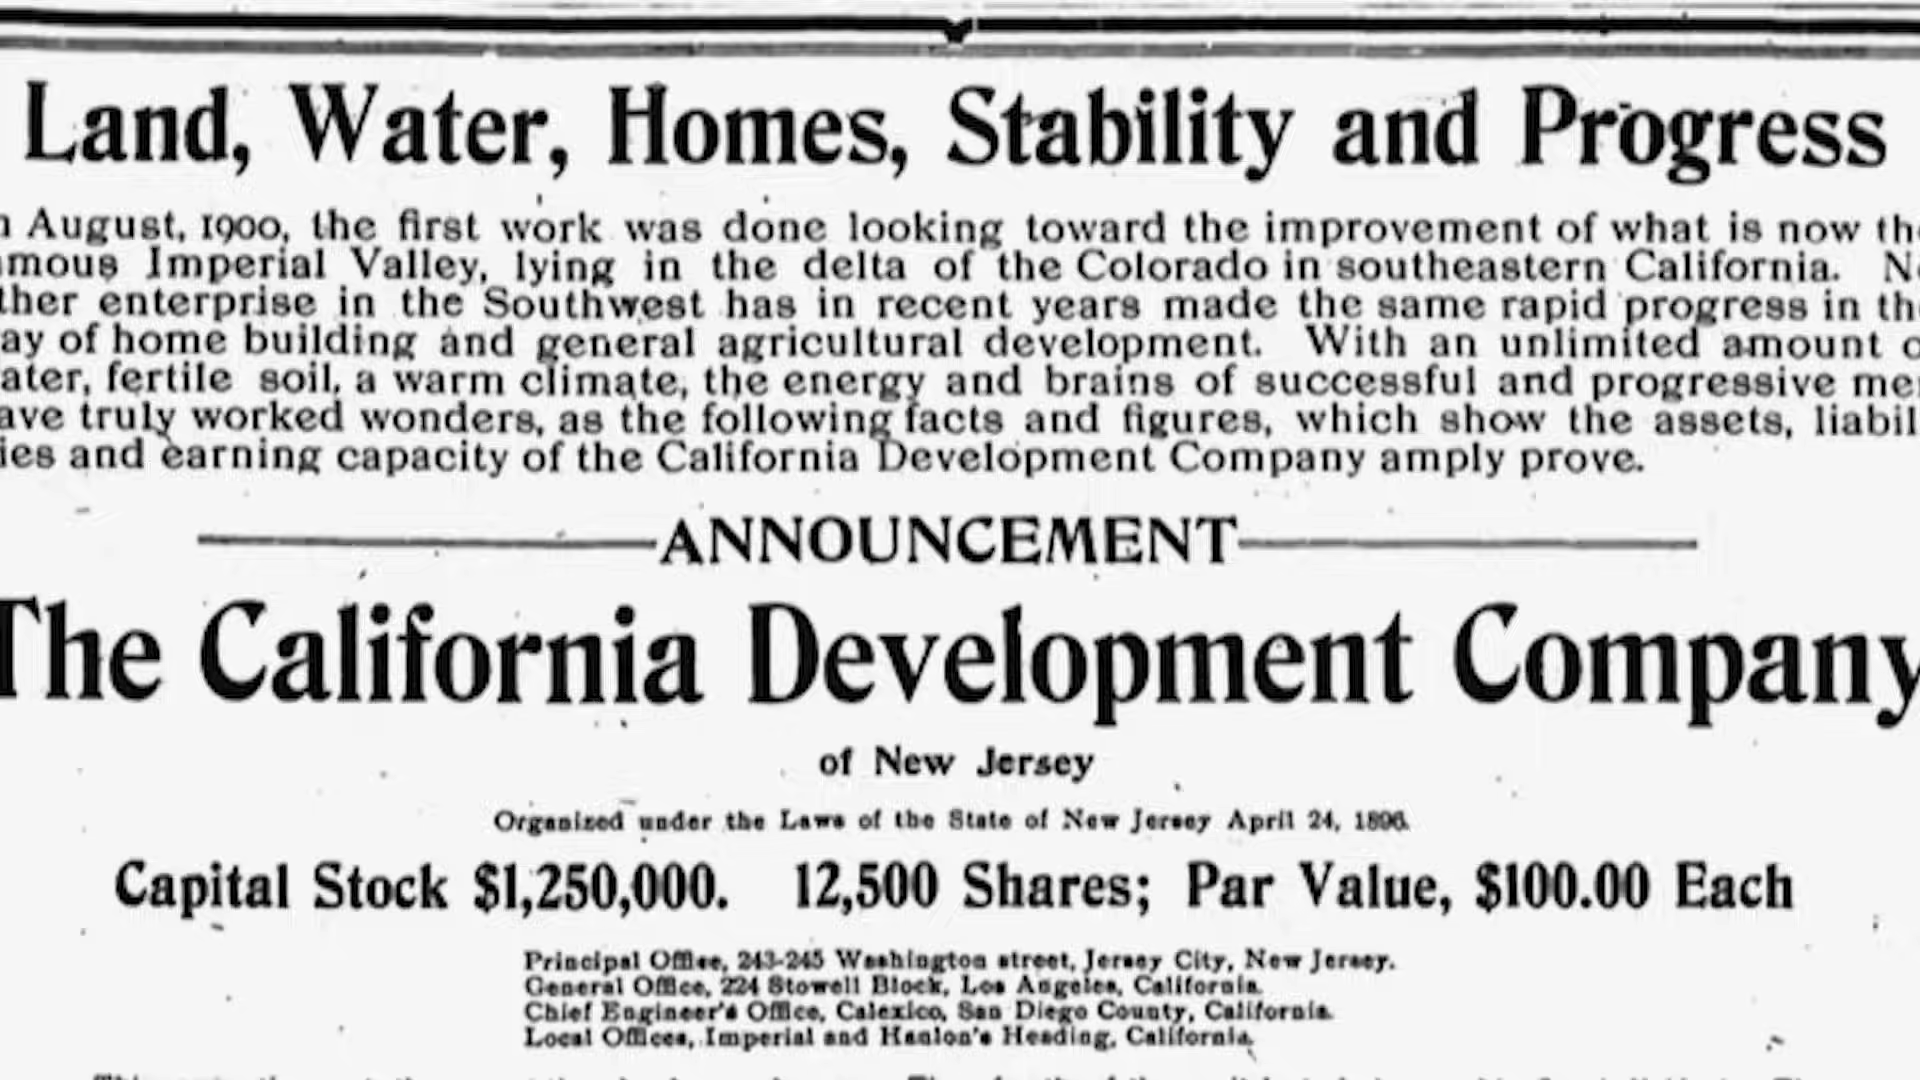 Land, Water, Homes, Stability and Progress
n August, 1900, the first work was done looking toward the improvement of what is now the
mous Imperial Valley, lying in the delta of the Colorado in southeastern California. No
ther enterprise in the Southwest has in recent years made the same rapid progress in the
ay of home building and general agricultural development. With an unlimited amount o
ater, fertile soil, a warm climate, the energy and brains of successful and progressive men
ave truly worked wonders, as the following facts and figures, which show the assets, liabil
ies and earning capacity of the California Development Company amply prove.
ANNOUNCEMENT
The California Development Company
of New Jersey
Organized under the Laws of the State of New Jersey April 24, 1896.
Capital Stock $1,250,000. 12,500 Shares; Par Value, $100.00 Each
Principal Office, 243-245 Washington street, Jersey City, New Jersey.
General Office, 224 Stowell Block, Los Angeles, California.
Chief Engineer's Office, Calexico, San Diego County, California.
Local Offices, Imperial and Hanlon's Heading, California.